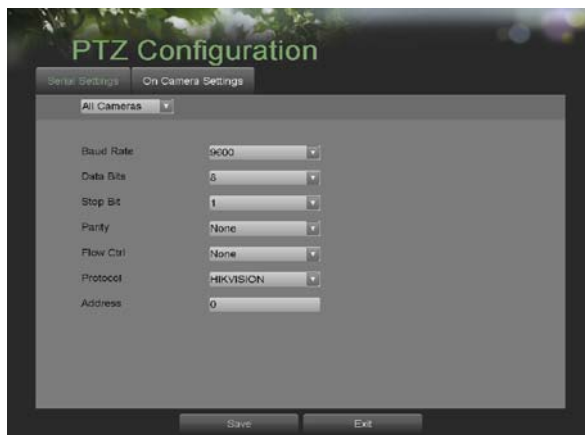 PTZ Configuration
Serial Settings On Camera Settings
All Cameras
Baud Rate 9600
Data Bits 8
Stop Bit 1
Parity None
Flow Ctrl None
Protocol HIKVISION
Address 0
Save Exit